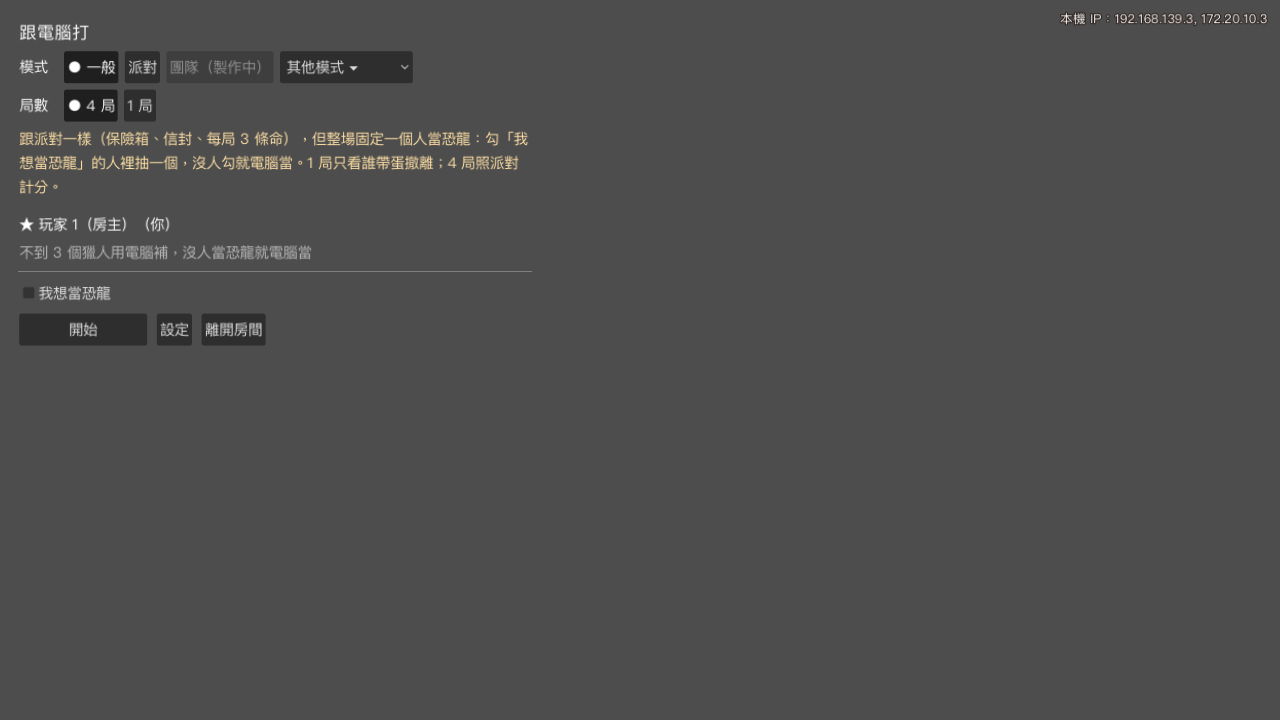 本機 IP：192.168.139.3, 172.20.10.3
跟電腦打
模式 一般 派對 團隊（製作中） 其他模式
局數 4 局 1 局
跟派對一樣（保險箱、信封、每局 3 條命），但整場固定一個人當恐龍：勾「我
想當恐龍」的人裡抽一個，沒人勾就電腦當。1 局只看誰帶蛋撤離；4 局照派對
計分。
★ 玩家 1（房主）（你）
不到 3 個獵人用電腦補，沒人當恐龍就電腦當
我想當恐龍
開始 設定 離開房間